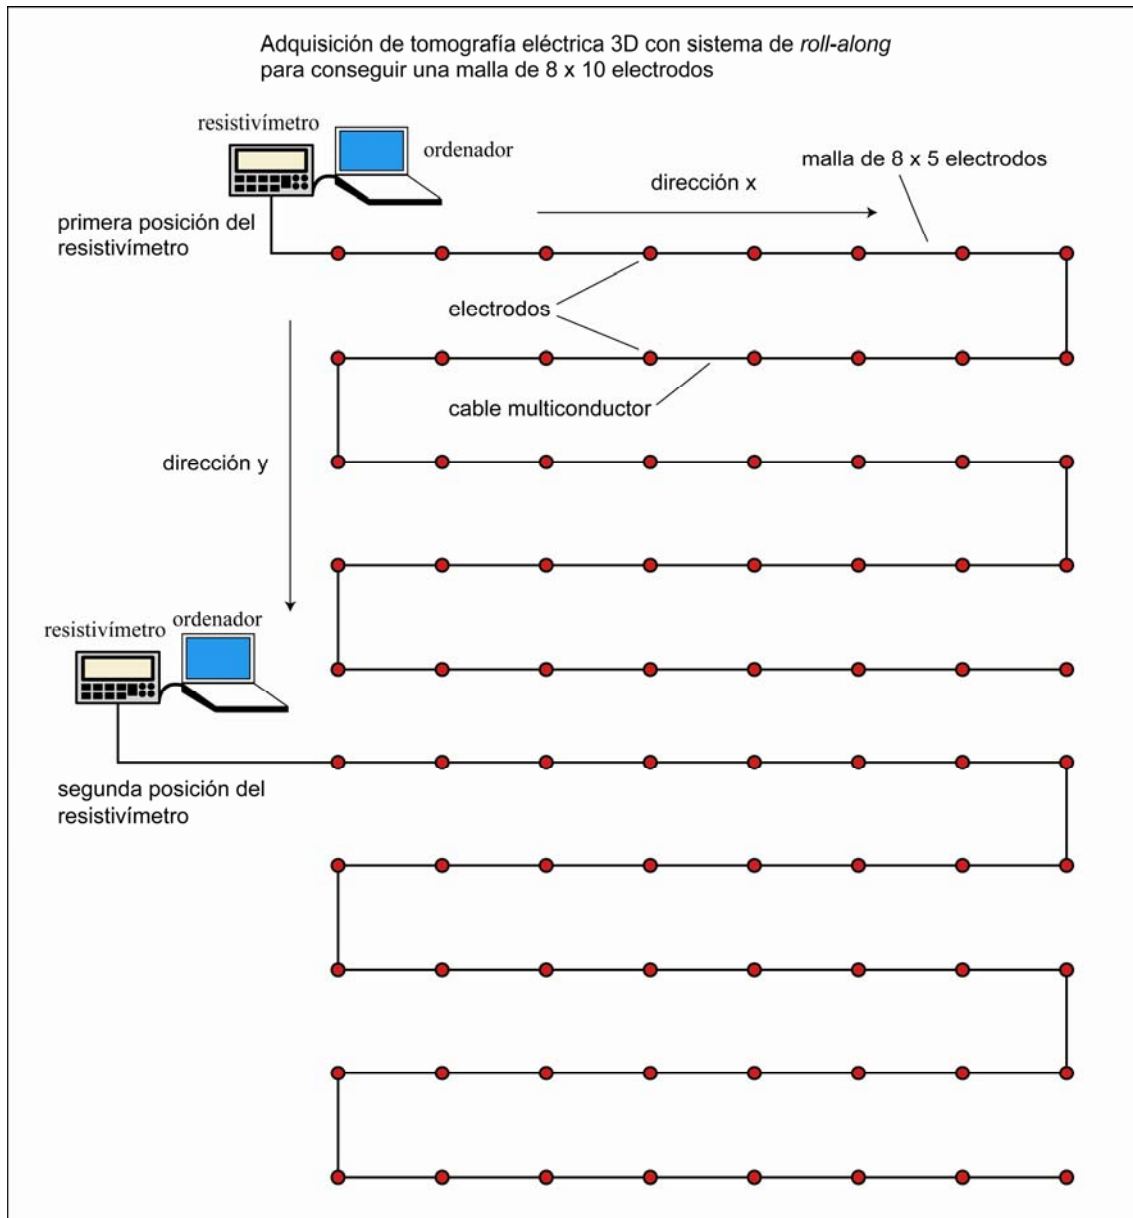 Adquisición de tomografía eléctrica 3D con sistema de roll-along
para conseguir una malla de 8 x 10 electrodos
resistivímetro
ordenador
malla de 8 x 5 electrodos
dirección x
primera posición del
resistivímetro
electrodos
cable multiconductor
dirección y
resistivímetro
ordenador
segunda posición del
resistivímetro